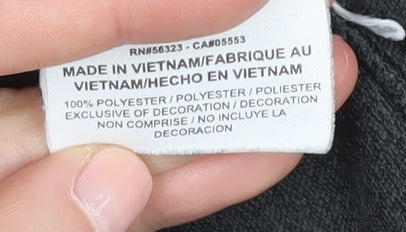 RN#56323 - CA#05553
MADE IN VIETNAM/FABRIQUE AU
VIETNAM/HECHO EN VIETNAM
100% POLYESTER / POLYESTER / POLIESTER
EXCLUSIVE OF DECORATION / DECORATION
NON COMPRISE / NO INCLUYE LA
DECORACION